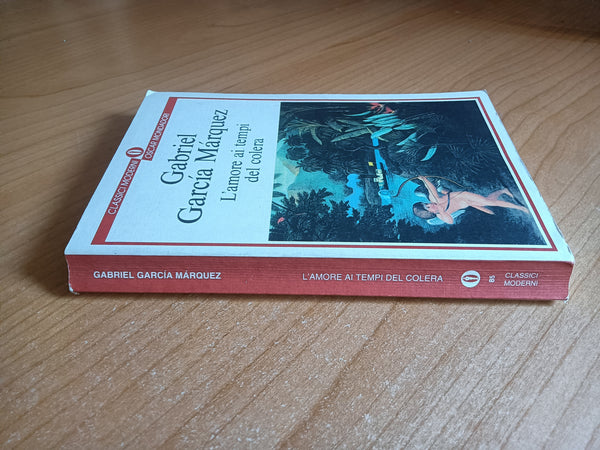 CLASSICI MODERNI OSCAR MONDADORI
Gabriel
García Márquez
L'amore ai tempi
del colera
GABRIEL GARCÍA MÁRQUEZ
L'AMORE AI TEMPI DEL COLERA
85
CLASSICI
MODERNI